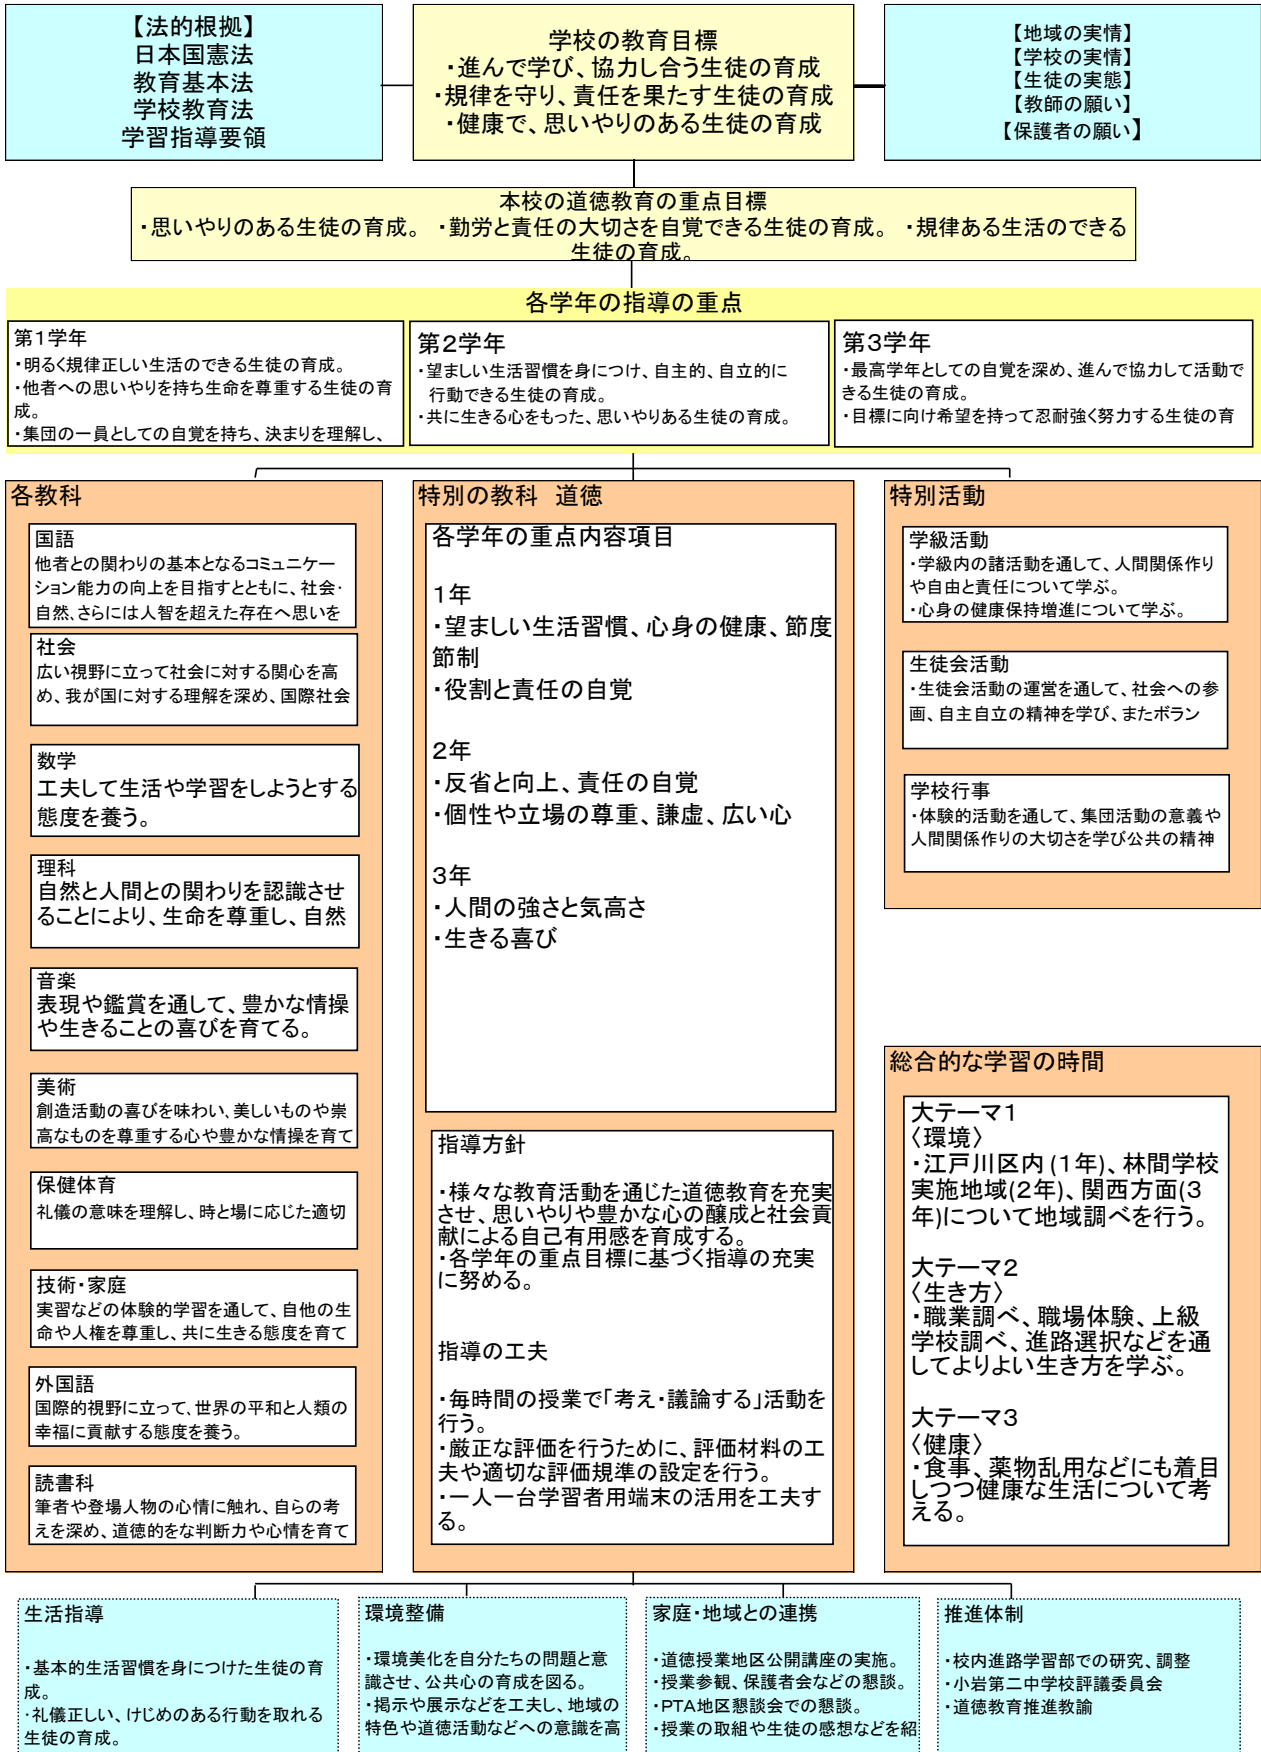 【法的根拠】
日本国憲法
教育基本法
学校教育法
学習指導要領
学校の教育目標
・進んで学び、協力し合う生徒の育成
・規律を守り、責任を果たす生徒の育成
・健康で、思いやりのある生徒の育成
【地域の実情】
【学校の実情】
【生徒の実態】
【教師の願い】
【保護者の願い】
本校の道徳教育の重点目標
・思いやりのある生徒の育成。 ・勤労と責任の大切さを自覚できる生徒の育成。 ・規律ある生活のできる
生徒の育成。
各学年の指導の重点
第1学年
・明るく規律正しい生活のできる生徒の育成。
・他者への思いやりを持ち生命を尊重する生徒の育
成。
・集団の一員としての自覚を持ち、決まりを理解し、
第2学年
・望ましい生活習慣を身につけ、自主的、自立的に
行動できる生徒の育成。
・共に生きる心をもった、思いやりある生徒の育成。
第3学年
・最高学年としての自覚を深め、進んで協力して活動で
きる生徒の育成。
・目標に向け希望を持って忍耐強く努力する生徒の育
各教科
国語
他者との関わりの基本となるコミュニケー
ション能力の向上を目指すとともに、社会・
自然、さらには人智を超えた存在へ思いを
社会
広い視野に立って社会に対する関心を高
め、我が国に対する理解を深め、国際社会
数学
工夫して生活や学習をしようとする
態度を養う。
理科
自然と人間との関わりを認識させ
ることにより、生命を尊重し、自然
音楽
表現や鑑賞を通して、豊かな情操
や生きることの喜びを育てる。
美術
創造活動の喜びを味わい、美しいものや崇
高なものを尊重する心や豊かな情操を育て
保健体育
礼儀の意味を理解し、時と場に応じた適切
技術・家庭
実習などの体験的学習を通して、自他の生
命や人権を尊重し、共に生きる態度を育て
外国語
国際的視野に立って、世界の平和と人類の
幸福に貢献する態度を養う。
読書科
筆者や登場人物の心情に触れ、自らの考
えを深め、道徳的をな判断力や心情を育て
特別の教科 道徳
各学年の重点内容項目
1年
・望ましい生活習慣、心身の健康、節度
節制
・役割と責任の自覚
2年
・反省と向上、責任の自覚
・個性や立場の尊重、謙虚、広い心
3年
・人間の強さと気高さ
・生きる喜び
指導方針
・様々な教育活動を通じた道徳教育を充実
させ、思いやりや豊かな心の醸成と社会貢
献による自己有用感を育成する。
・各学年の重点目標に基づく指導の充実
に努める。
指導の工夫
・毎時間の授業で「考え・議論する」活動を
行う。
・厳正な評価を行うために、評価材料の工
夫や適切な評価規準の設定を行う。
・一人一台学習者用端末の活用を工夫す
る。
特別活動
学級活動
・学級内の諸活動を通して、人間関係作り
や自由と責任について学ぶ。
・心身の健康保持増進について学ぶ。
生徒会活動
・生徒会活動の運営を通して、社会への参
画、自主自立の精神を学び、またボラン
学校行事
・体験的活動を通して、集団活動の意義や
人間関係作りの大切さを学び公共の精神
総合的な学習の時間
大テーマ1
〈環境〉
・江戸川区内(1年)、林間学校
実施地域(2年)、関西方面(3
年)について地域調べを行う。
大テーマ2
〈生き方〉
・職業調べ、職場体験、上級
学校調べ、進路選択などを通
してよりよい生き方を学ぶ。
大テーマ3
〈健康〉
・食事、薬物乱用などにも着目
しつつ健康な生活について考
える。
生活指導
・基本的生活習慣を身につけた生徒の育
成。
・礼儀正しい、けじめのある行動を取れる
生徒の育成。
環境整備
・環境美化を自分たちの問題と意
識させ、公共心の育成を図る。
・掲示や展示などを工夫し、地域の
特色や道徳活動などへの意識を高
家庭・地域との連携
・道徳授業地区公開講座の実施。
・授業参観、保護者会などの懇談。
・PTA地区懇談会での懇談。
・授業の取組や生徒の感想などを紹
推進体制
・校内進路学習部での研究、調整
・小岩第二中学校評議委員会
・道徳教育推進教諭